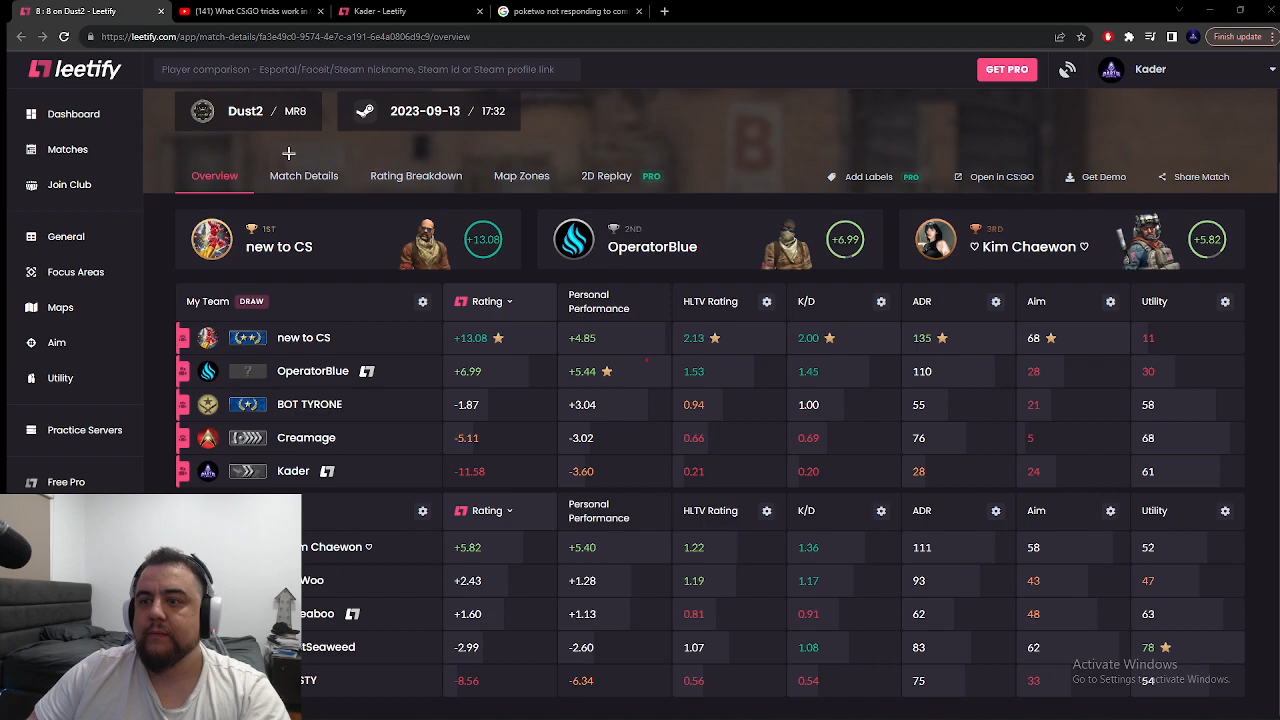 8 : 8 on Dust2 - Leetify
(141) What CS:GO tricks work in
Kader - Leetify
poketwo not responding to com
https://leetify.com/app/match-details/fa3e49c0-9574-4e7c-a191-6e4a0806d9c9/overview
Finish update
leetify
Player comparison - Esportal/Faceit/Steam nickname, Steam id or Steam profile link
GET PRO
Kader
Dashboard
Matches
Join Club
General
Focus Areas
Maps
Aim
Utility
Practice Servers
Free Pro
Dust2 / MR8
2023-09-13 / 17:32
B
Overview
Match Details
Rating Breakdown
Map Zones
2D Replay PRO
Add Labels PRO
Open in CS:GO
Get Demo
Share Match
1ST
new to CS
+13.08
2ND
OperatorBlue
+6.99
3RD
♡ Kim Chaewon ♡
+5.82
My Team DRAW Rating Personal Performance HLTV Rating K/D ADR Aim Utility
new to CS +13.08 +4.85 2.13 2.00 135 68 11
? OperatorBlue +6.99 +5.44 1.53 1.45 110 28 30
BOT TYRONE -1.87 +3.04 0.94 1.00 55 21 58
Creamage -5.11 -3.02 0.66 0.69 76 5 68
Kader -11.58 -3.60 0.21 0.20 28 24 61
Rating Personal Performance HLTV Rating K/D ADR Aim Utility
Chaewon ♡ +5.82 +5.40 1.22 1.36 111 58 52
Woo +2.43 +1.28 1.19 1.17 93 43 47
eaboo +1.60 +1.13 0.81 0.91 62 48 63
tSeaweed -2.99 -2.60 1.07 1.08 83 62 78
STY -8.56 -6.34 0.56 0.54 75 33 54
Activate Windows
Go to Settings to activate Windows.